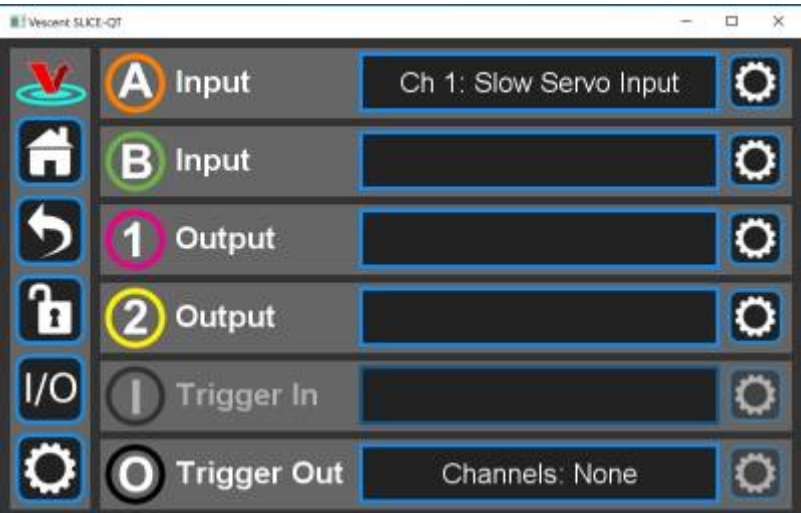 Vescent SLICE-QT
A Input Ch 1: Slow Servo Input
B Input
1 Output
2 Output
I/O I Trigger In
O Trigger Out Channels: None